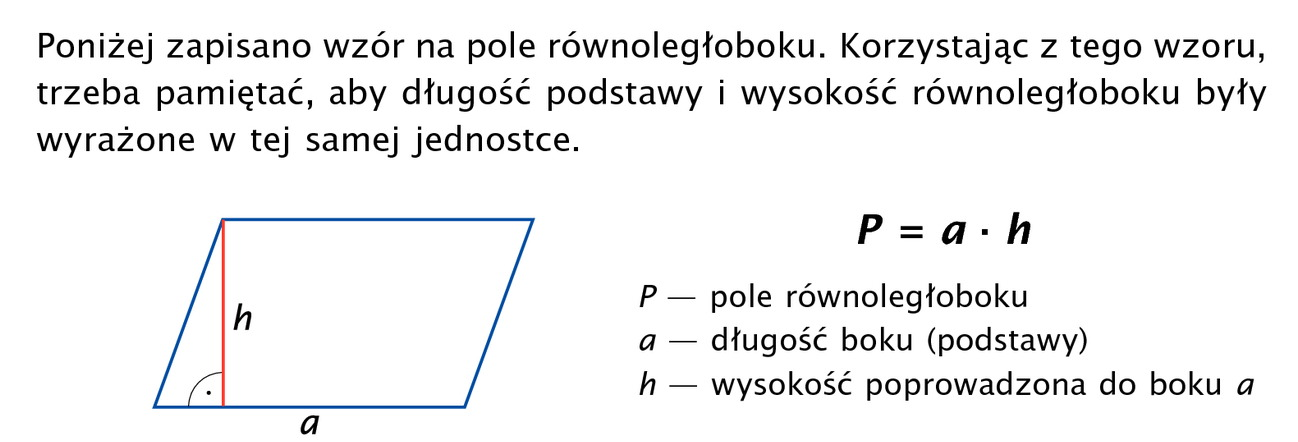 Poniżej zapisano wzór na pole równoległoboku. Korzystając z tego wzoru,
trzeba pamiętać, aby długość podstawy i wysokość równoległoboku były
wyrażone w tej samej jednostce.
h
a
P = a · h
P — pole równoległoboku
a — długość boku (podstawy)
h — wysokość poprowadzona do boku a